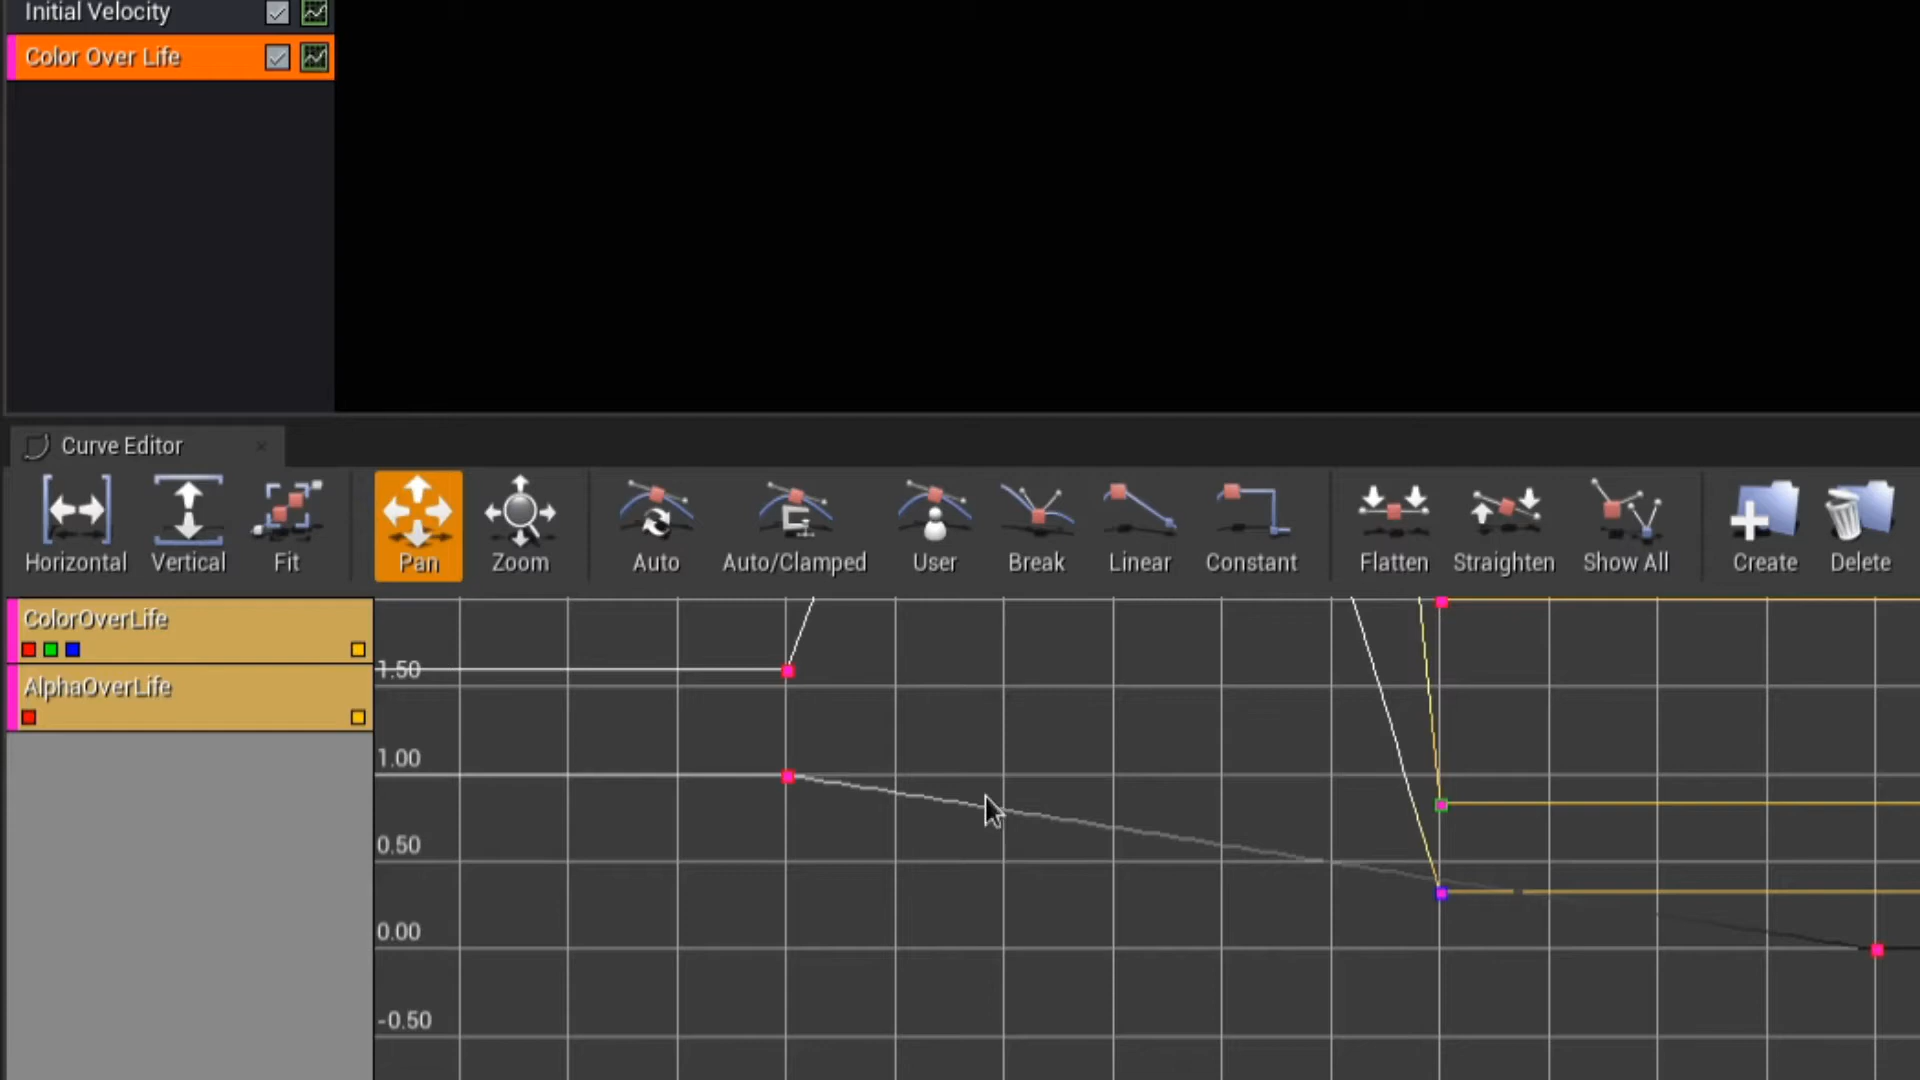 Initial Velocity
Color Over Life
Curve Editor
Horizontal Vertical Fit Pan Zoom Auto Auto/Clamped User Break Linear Constant Flatten Straighten Show All Create Delete
ColorOverLife
AlphaOverLife
1.50
1.00
0.50
0.00
-0.50